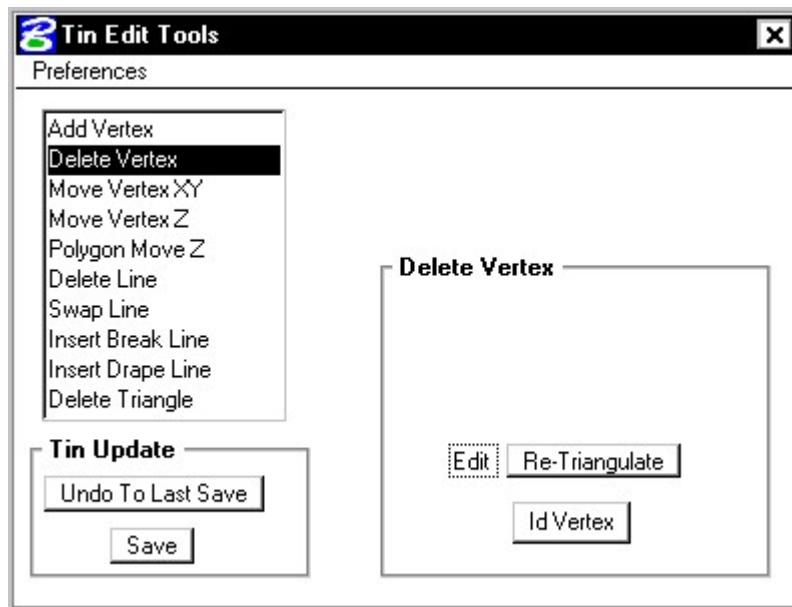 Tin Edit Tools
Preferences
Add Vertex
Delete Vertex
Move Vertex XY
Move Vertex Z
Polygon Move Z
Delete Line
Swap Line
Insert Break Line
Insert Drape Line
Delete Triangle
Tin Update
Undo To Last Save
Save
Delete Vertex
Edit Re-Triangulate
Id Vertex